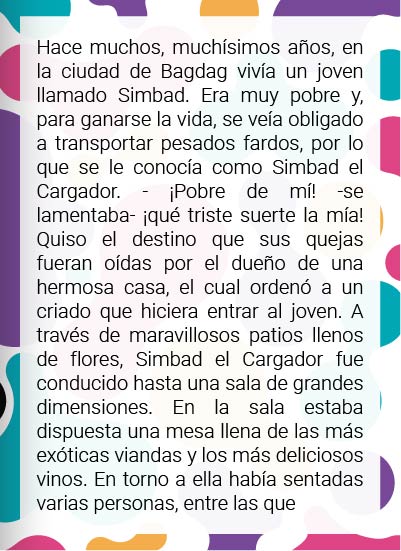 Hace muchos, muchísimos años, en
la ciudad de Bagdag vivía un joven
llamado Simbad. Era muy pobre y,
para ganarse la vida, se veía obligado
a transportar pesados fardos, por lo
que se le conocía como Simbad el
Cargador. - ¡Pobre de mí! -se
lamentaba- ¡qué triste suerte la mía!
Quiso el destino que sus quejas
fueran oídas por el dueño de una
hermosa casa, el cual ordenó a un
criado que hiciera entrar al joven. A
través de maravillosos patios llenos
de flores, Simbad el Cargador fue
conducido hasta una sala de grandes
dimensiones. En la sala estaba
dispuesta una mesa llena de las más
exóticas viandas y los más deliciosos
vinos. En torno a ella había sentadas
varias personas, entre las que